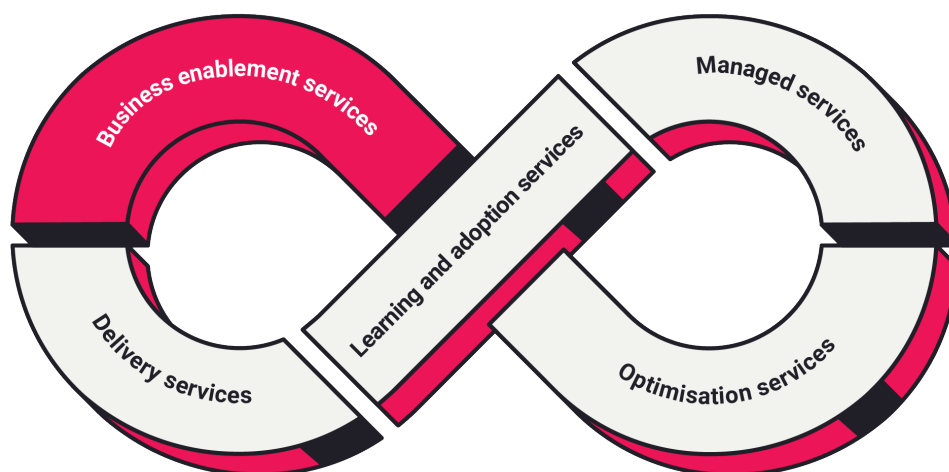 Business enablement services
Managed services
Learning and adoption services
Delivery services
Optimisation services